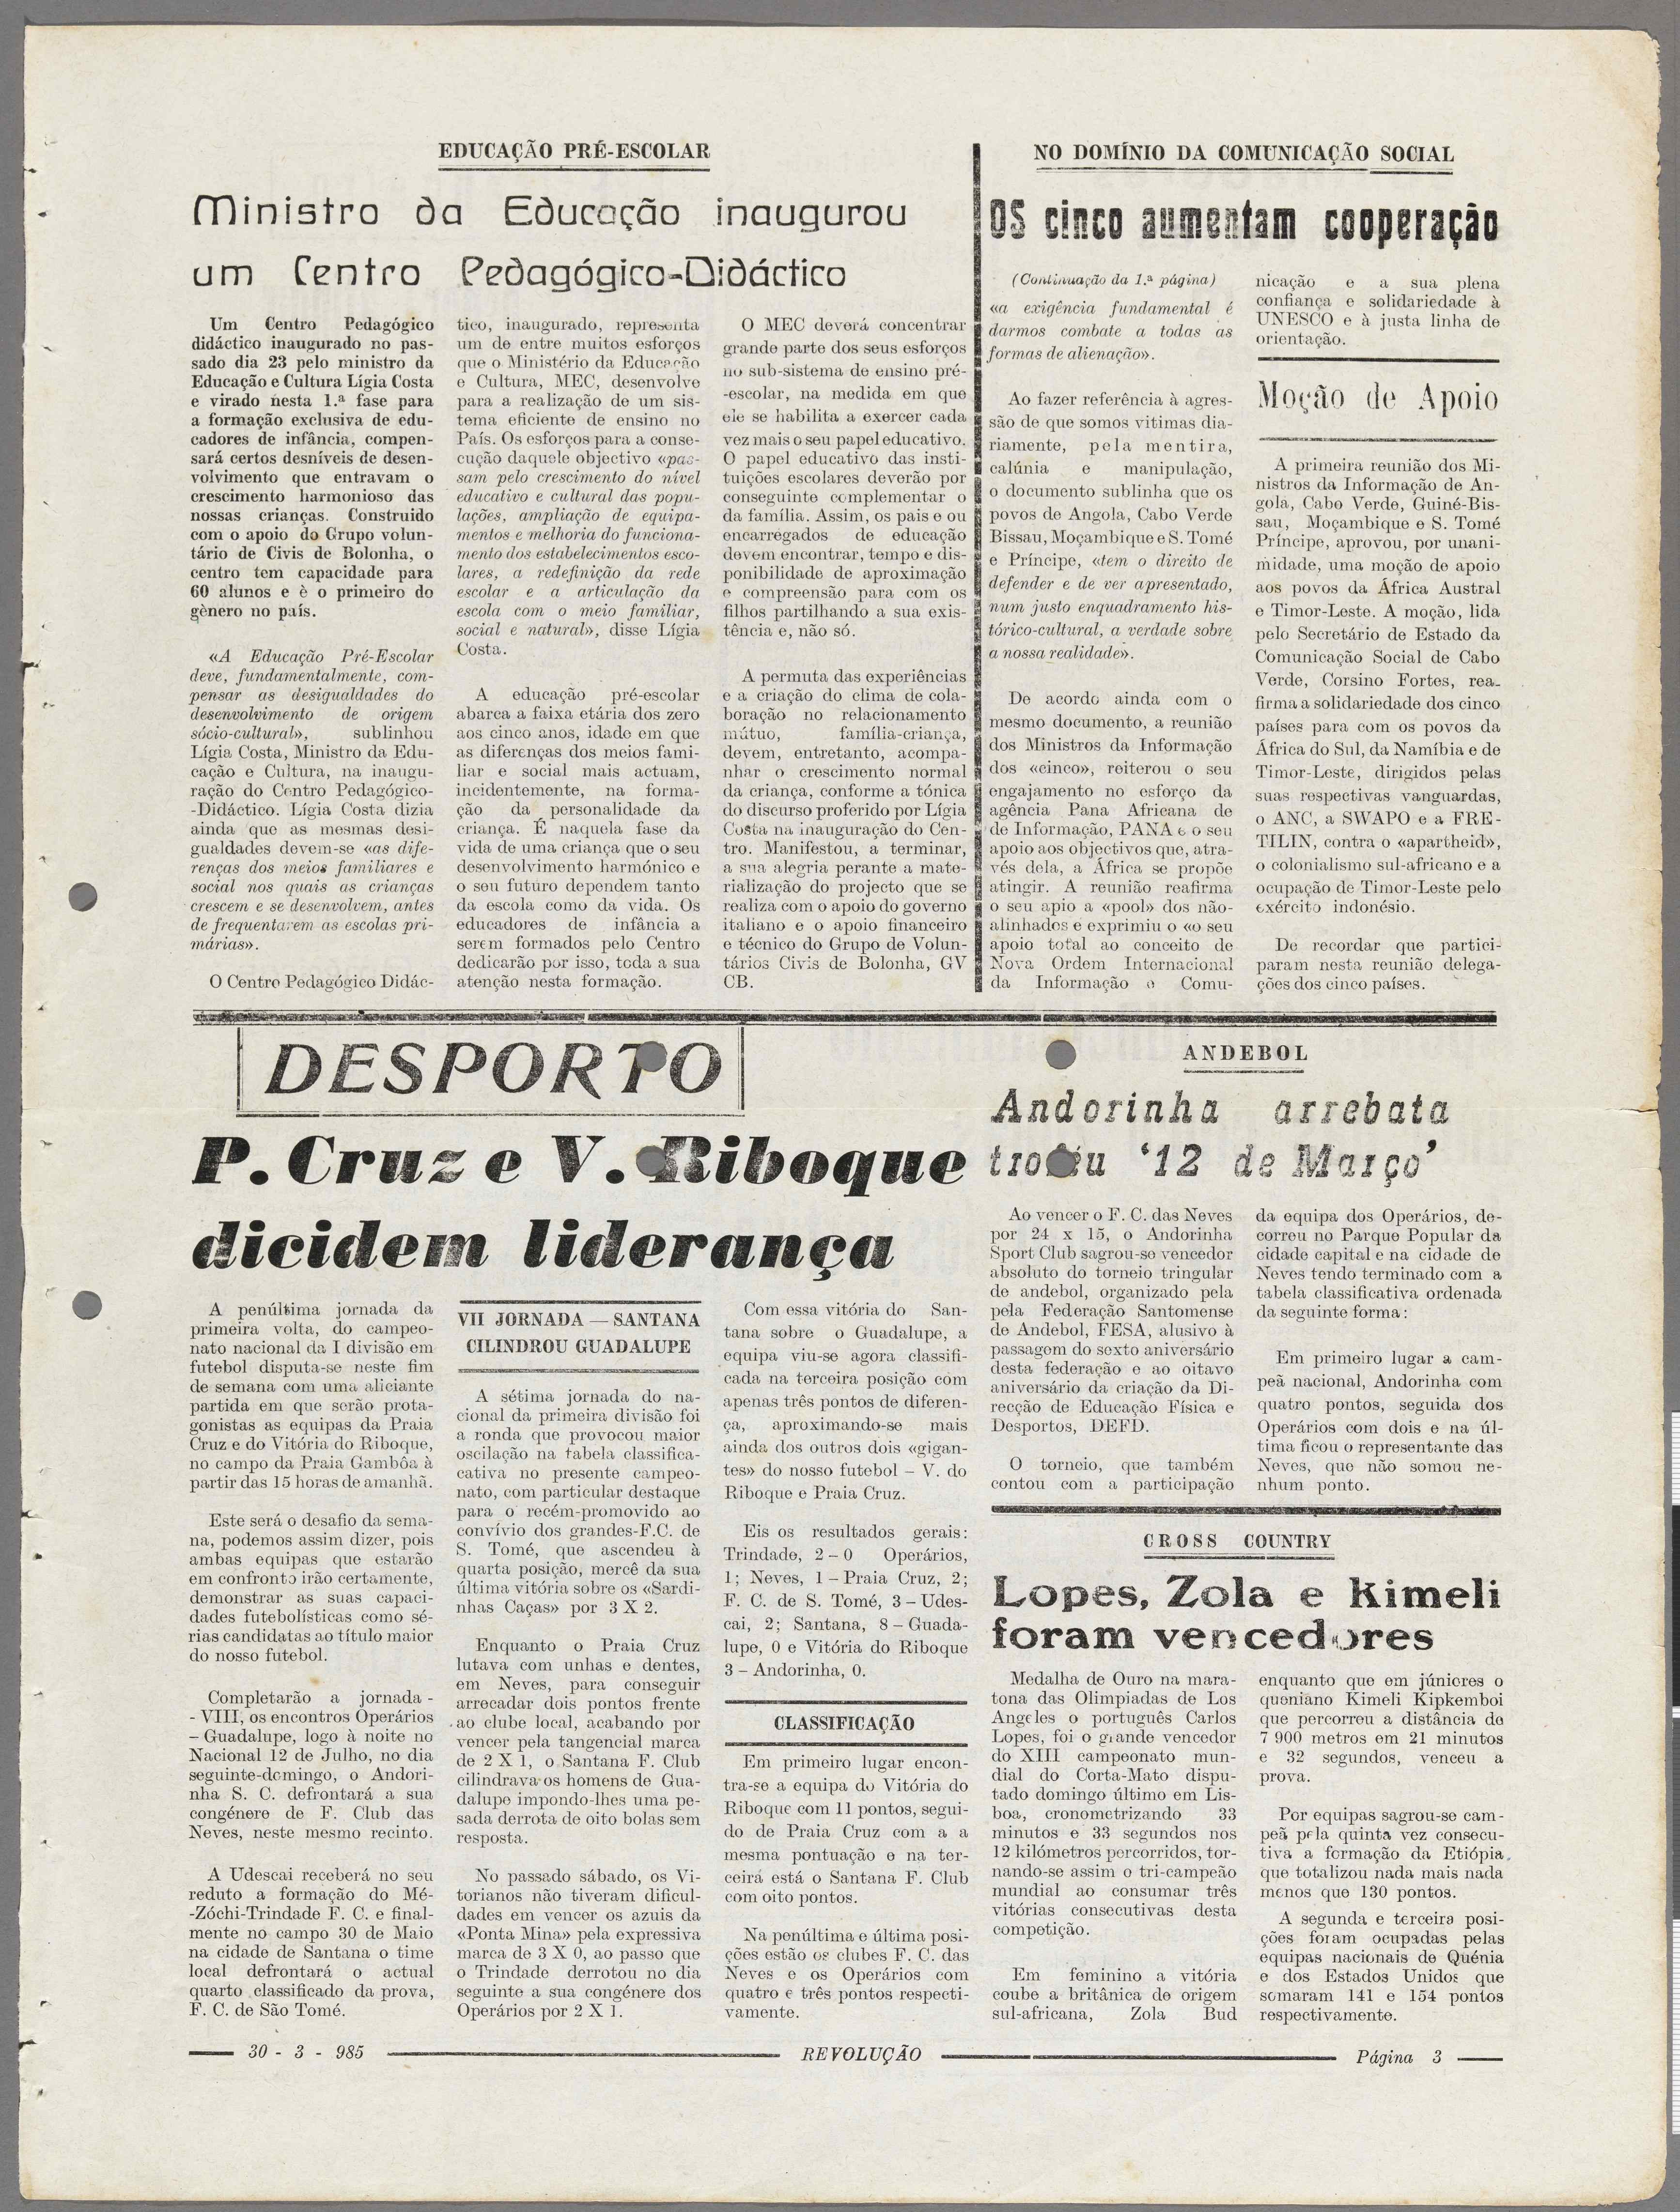 EDUCAÇÃO PRÉ-ESCOLAR
Ministro da Educação inaugurou
um Centro Pedagógico-Didáctico
Um Centro Pedagógico
didáctico inaugurado no pas-
sado dia 23 pelo ministro da
Educação e Cultura Lígia Costa
e virado nesta 1.ª fase para
a formação exclusiva de edu-
cadores de infância, compen-
sará certos desníveis de desen-
volvimento que entravam o
crescimento harmonioso das
nossas crianças. Construido
com o apoio do Grupo volun-
tário de Civis de Bolonha, o
centro tem capacidade para
60 alunos e è o primeiro do
gènero no país.
«A Educação Pré-Escolar
deve, fundamentalmente, com-
pensar as desigualdades do
desenvolvimento de origem
sócio-cultural», sublinhou
Lígia Costa, Ministro da Edu-
cação e Cultura, na inaugu-
ração do Centro Pedagógico-
-Didáctico. Lígia Costa dizia
ainda que as mesmas desi-
gualdades devem-se «as dife-
renças dos meios familiares e
social nos quais as crianças
crescem e se desenvolvem, antes
de frequentarem as escolas pri-
márias».
O Centro Pedagógico Didác-
tico, inaugurado, representa
um de entre muitos esforços
que o Ministério da Educação
e Cultura, MEC, desenvolve
para a realização de um sis-
tema eficiente de ensino no
País. Os esforços para a conse-
cução daquele objectivo «pas-
sam pelo crescimento do nível
educativo e cultural das popu-
lações, ampliação de equipa-
mentos e melhoria do funciona-
mento dos estabelecimentos esco-
lares, a redefinição da rede
escolar e a articulação da
escola com o meio familiar,
social e natural», disse Lígia
Costa.
A educação pré-escolar
abarca a faixa etária dos zero
aos cinco anos, idade em que
as diferenças dos meios fami-
liar e social mais actuam,
incidentemente, na forma-
ção da personalidade da
criança. É naquela fase da
vida de uma criança que o seu
desenvolvimento harmónico e
o seu futuro dependem tanto
da escola como da vida. Os
educadores de infância a
serem formados pelo Centro
dedicarão por isso, toda a sua
atenção nesta formação.
O MEC deverá concentrar
grande parte dos seus esforços
no sub-sistema de ensino pré-
-escolar, na medida em que
ele se habilita a exercer cada
vez mais o seu papel educativo.
O papel educativo das insti-
tuições escolares deverão por
conseguinte complementar o
da família. Assim, os pais e ou
encarregados de educação
devem encontrar, tempo e dis-
ponibilidade de aproximação
e compreensão para com os
filhos partilhando a sua exis-
tência e, não só.
A permuta das experiências
e a criação do clima de cola-
boração no relacionamento
mútuo, família-criança,
devem, entretanto, acompa-
nhar o crescimento normal
da criança, conforme a tónica
do discurso proferido por Lígia
Costa na inauguração do Cen-
tro. Manifestou, a terminar,
a sua alegria perante a mate-
rialização do projecto que se
realiza com o apoio do governo
italiano e o apoio financeiro
e técnico do Grupo de Volun-
tários Civis de Bolonha, GV
CB.
NO DOMÍNIO DA COMUNICAÇÃO SOCIAL
OS cinco aumentam cooperação
(Continuação da 1.ª página)
«a exigência fundamental é
darmos combate a todas as
formas de alienação».
Ao fazer referência à agres-
são de que somos vitimas dia-
riamente, pela mentira,
calúnia e manipulação,
o documento sublinha que os
povos de Angola, Cabo Verde
Bissau, Moçambique e S. Tomé
e Príncipe, «tem o direito de
defender e de ver apresentado,
num justo enquadramento his-
tórico-cultural, a verdade sobre
a nossa realidade».
De acordo ainda com o
mesmo documento, a reunião
dos Ministros da Informação
dos «cinco», reiterou o seu
engajamento no esforço da
agência Pana Africana de
de Informação, PANA e o seu
apoio aos objectivos que, atra-
vés dela, a África se propõe
atingir. A reunião reafirma
o seu apio a «pool» dos não-
alinhados e exprimiu o «o seu
apoio total ao conceito de
Nova Ordem Internacional
da Informação e Comu-
nicação e a sua plena
confiança e solidariedade à
UNESCO e à justa linha de
orientação.
Moção de Apoio
A primeira reunião dos Mi-
nistros da Informação de An-
gola, Cabo Verde, Guiné-Bis-
sau, Moçambique e S. Tomé
Príncipe, aprovou, por unani-
midade, uma moção de apoio
aos povos da África Austral
e Timor-Leste. A moção, lida
pelo Secretário de Estado da
Comunicação Social de Cabo
Verde, Corsino Fortes, rea-
firma a solidariedade dos cinco
países para com os povos da
África do Sul, da Namíbia e de
Timor-Leste, dirigidos pelas
suas respectivas vanguardas,
o ANC, a SWAPO e a FRE-
TILIN, contra o «apartheid»,
o colonialismo sul-africano e a
ocupação de Timor-Leste pelo
exército indonésio.
De recordar que partici-
param nesta reunião delega-
ções dos cinco países.
DESPORTO
P. Cruz e V. Riboque
dicidem liderança
A penúltima jornada da
primeira volta, do campeo-
nato nacional da I divisão em
futebol disputa-se neste fim
de semana com uma aliciante
partida em que serão prota-
gonistas as equipas da Praia
Cruz e do Vitória do Riboque,
no campo da Praia Gambôa à
partir das 15 horas de amanhã.
Este será o desafio da sema-
na, podemos assim dizer, pois
ambas equipas que estarão
em confronto irão certamente,
demonstrar as suas capaci-
dades futebolísticas como sé-
rias candidatas ao título maior
do nosso futebol.
Completarão a jornada -
- VIII, os encontros Operários
– Guadalupe, logo à noite no
Nacional 12 de Julho, no dia
seguinte-domingo, o Andori-
nha S. C. defrontará a sua
congénere de F. Club das
Neves, neste mesmo recinto.
A Udescai receberá no seu
reduto a formação do Mé-
-Zóchi-Trindade F. C. e final-
mente no campo 30 de Maio
na cidade de Santana o time
local defrontará o actual
quarto classificado da prova,
F. C. de São Tomé.
VII JORNADA — SANTANA
CILINDROU GUADALUPE
A sétima jornada do na-
cional da primeira divisão foi
a ronda que provocou maior
oscilação na tabela classifica-
cativa no presente campeo-
nato, com particular destaque
para o recém-promovido ao
convívio dos grandes-F.C. de
S. Tomé, que ascendeu à
quarta posição, mercê da sua
última vitória sobre os «Sardi-
nhas Caças» por 3 X 2.
Enquanto o Praia Cruz
lutava com unhas e dentes,
em Neves, para conseguir
arrecadar dois pontos frente
ao clube local, acabando por
vencer pela tangencial marca
de 2 X 1, o Santana F. Club
cilindrava os homens de Gua-
dalupe impondo-lhes uma pe-
sada derrota de oito bolas sem
resposta.
No passado sábado, os Vi-
torianos não tiveram dificul-
dades em vencer os azuis da
«Ponta Mina» pela expressiva
marca de 3 X 0, ao passo que
o Trindade derrotou no dia
seguinte a sua congénere dos
Operários por 2 X 1.
Com essa vitória do San-
tana sobre o Guadalupe, a
equipa viu-se agora classifi-
cada na terceira posição com
apenas três pontos de diferen-
ça, aproximando-se mais
ainda dos outros dois «gigan-
tes» do nosso futebol – V. do
Riboque e Praia Cruz.
Eis os resultados gerais:
Trindade, 2 – 0 Operários,
1; Neves, 1 – Praia Cruz, 2;
F. C. de S. Tomé, 3 – Udes-
cai, 2; Santana, 8 – Guada-
lupe, 0 e Vitória do Riboque
3 – Andorinha, 0.
CLASSIFICAÇÃO
Em primeiro lugar encon-
tra-se a equipa do Vitória do
Riboque com 11 pontos, segui-
do de Praia Cruz com a a
mesma pontuação e na ter-
ceirá está o Santana F. Club
com oito pontos.
Na penúltima e última posi-
ções estão os clubes F. C. das
Neves e os Operários com
quatro e três pontos respecti-
vamente.
ANDEBOL
Andorinha arrebata
troféu ‘12 de Março’
Ao vencer o F. C. das Neves
por 24 x 15, o Andorinha
Sport Club sagrou-se vencedor
absoluto do torneio tringular
de andebol, organizado pela
pela Federação Santomense
de Andebol, FESA, alusivo à
passagem do sexto aniversário
desta federação e ao oitavo
aniversário da criação da Di-
recção de Educação Física e
Desportos, DEFD.
O torneio, que também
contou com a participação
da equipa dos Operários, de-
correu no Parque Popular da
cidade capital e na cidade de
Neves tendo terminado com a
tabela classificativa ordenada
da seguinte forma:
Em primeiro lugar a cam-
peã nacional, Andorinha com
quatro pontos, seguida dos
Operários com dois e na úl-
tima ficou o representante das
Neves, que não somou ne-
nhum ponto.
CROSS COUNTRY
Lopes, Zola e Kimeli
foram vencedores
Medalha de Ouro na mara-
tona das Olimpiadas de Los
Angeles o português Carlos
Lopes, foi o grande vencedor
do XIII campeonato mun-
dial do Corta-Mato dispu-
tado domingo último em Lis-
boa, cronometrizando 33
minutos e 33 segundos nos
12 kilómetros percorridos, tor-
nando-se assim o tri-campeão
mundial ao consumar três
vitórias consecutivas desta
competição.
Em feminino a vitória
coube a britânica de origem
sul-africana, Zola Bud
enquanto que em júniores o
queniano Kimeli Kipkemboi
que percorreu a distância de
7 900 metros em 21 minutos
e 32 segundos, venceu a
prova.
Por equipas sagrou-se cam-
peã pela quinta vez consecu-
tiva a formação da Etiópia,
que totalizou nada mais nada
menos que 130 pontos.
A segunda e terceira posi-
ções foram ocupadas pelas
equipas nacionais de Quénia
e dos Estados Unidos que
somaram 141 e 154 pontos
respectivamente.
30 - 3 - 985
REVOLUÇÃO
Página 3